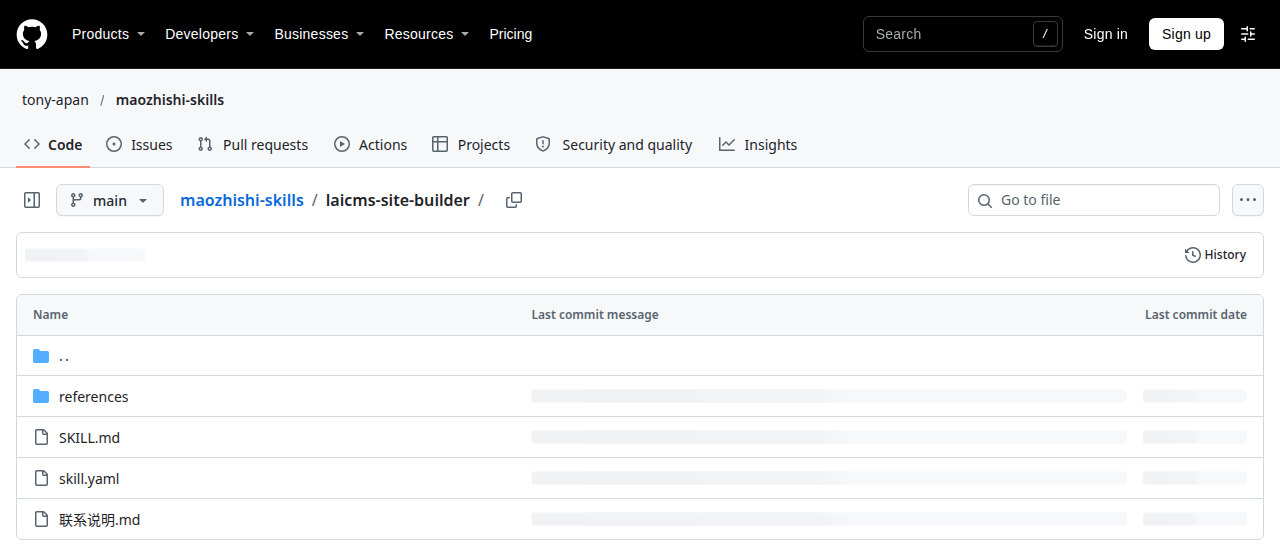 Products Developers Businesses Resources Pricing Search / Sign in Sign up
tony-apan / maozhishi-skills
Code Issues Pull requests Actions Projects Security and quality Insights
main maozhishi-skills / laicms-site-builder / Go to file
History
Name Last commit message Last commit date
..
references
SKILL.md
skill.yaml
联系说明.md